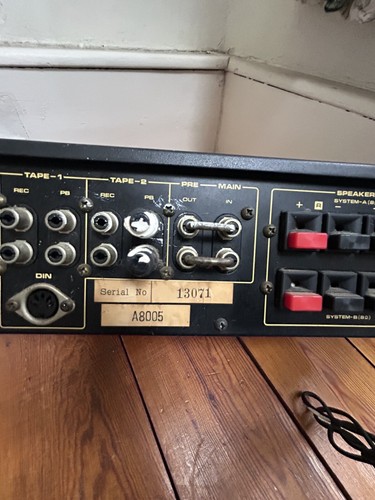 TAPE-1 TAPE-2 PRE MAIN SPEAKER
REC PB REC PB OUT IN SYSTEM-A
+ R -
DIN
Serial No 13071
A8005
SYSTEM-B(8Ω)